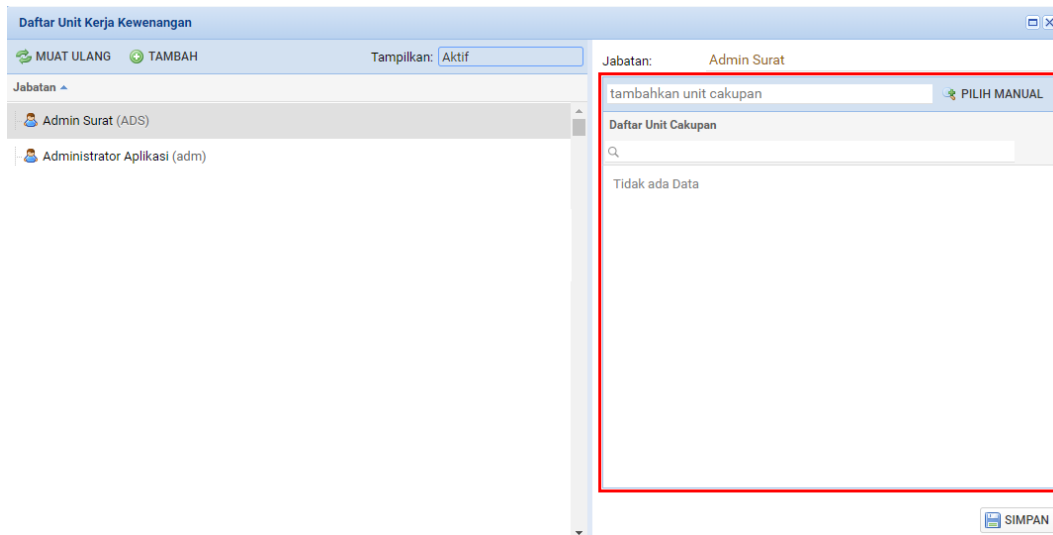 Daftar Unit Kerja Kewenangan
MUAT ULANG TAMBAH Tampilkan: Aktif
Jabatan
Admin Surat (ADS)
Administrator Aplikasi (adm)
Jabatan: Admin Surat
tambahkan unit cakupan PILIH MANUAL
Daftar Unit Cakupan
Tidak ada Data
SIMPAN